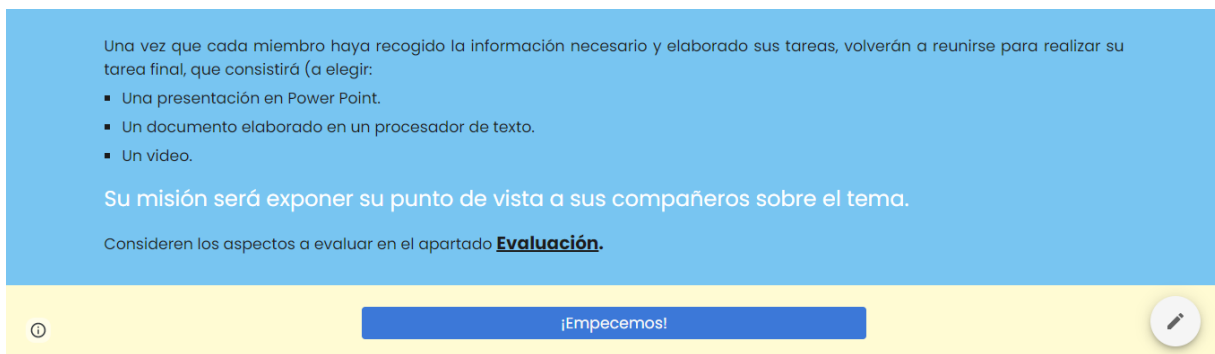 Una vez que cada miembro haya recogido la información necesario y elaborado sus tareas, volverán a reunirse para realizar su
tarea final, que consistirá (a elegir:
▪ Una presentación en Power Point.
▪ Un documento elaborado en un procesador de texto.
▪ Un video.
Su misión será exponer su punto de vista a sus compañeros sobre el tema.
Consideren los aspectos a evaluar en el apartado Evaluación.
¡Empecemos!